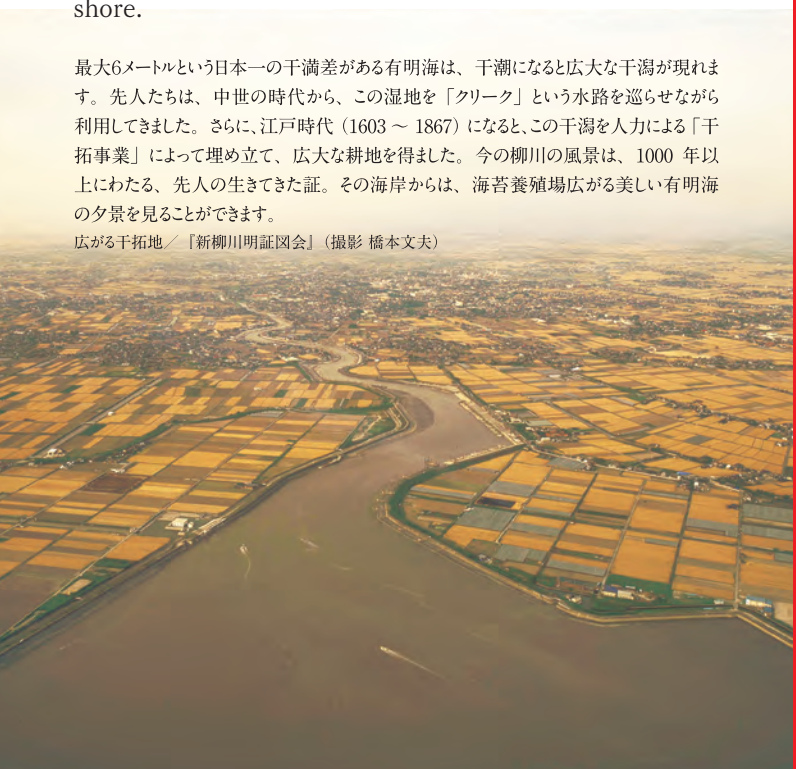 shore.
最大6メートルという日本一の干満差がある有明海は、干潮になると広大な干潟が現れま
す。先人たちは、中世の時代から、この湿地を「クリーク」という水路を巡らせながら
利用してきました。さらに、江戸時代（1603 ～ 1867）になると、この干潟を人力による「干
拓事業」によって埋め立て、広大な耕地を得ました。今の柳川の風景は、1000 年以
上にわたる、先人の生きてきた証。その海岸からは、海苔養殖場広がる美しい有明海
の夕景を見ることができます。
広がる干拓地／『新柳川明証図会』（撮影 橋本文夫）